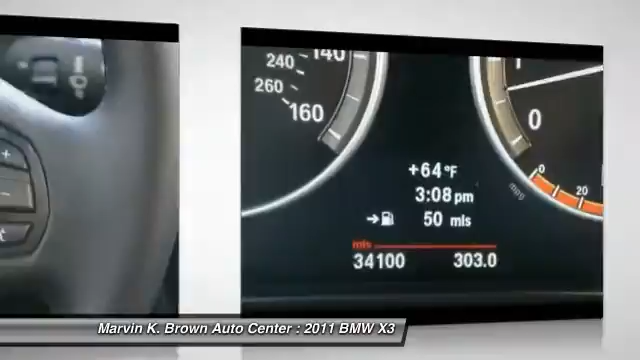 140
240
260
160
1
0
+64°F
3:08 pm
50 mls
mls
34100 303.0
mpg
0
20
+
-
Marvin K. Brown Auto Center : 2011 BMW X3